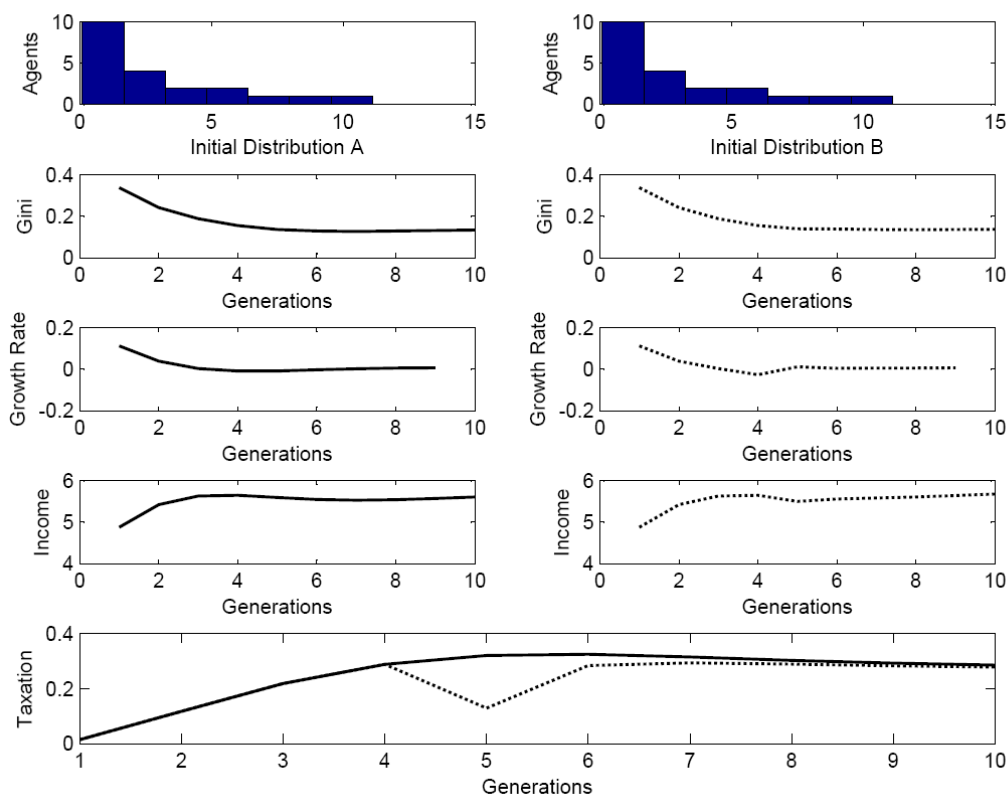 Agents
10
5
0
0 5 10 15
Initial Distribution A
Agents
10
5
0
0 5 10 15
Initial Distribution B
Gini
0.4
0.2
0
0 2 4 6 8 10
Generations
Gini
0.4
0.2
0
0 2 4 6 8 10
Generations
Growth Rate
0.2
0
-0.2
0 2 4 6 8 10
Generations
Growth Rate
0.2
0
-0.2
0 2 4 6 8 10
Generations
Income
6
5
4
0 2 4 6 8 10
Generations
Income
6
5
4
0 2 4 6 8 10
Generations
Taxation
0.4
0.2
0
1 2 3 4 5 6 7 8 9 10
Generations